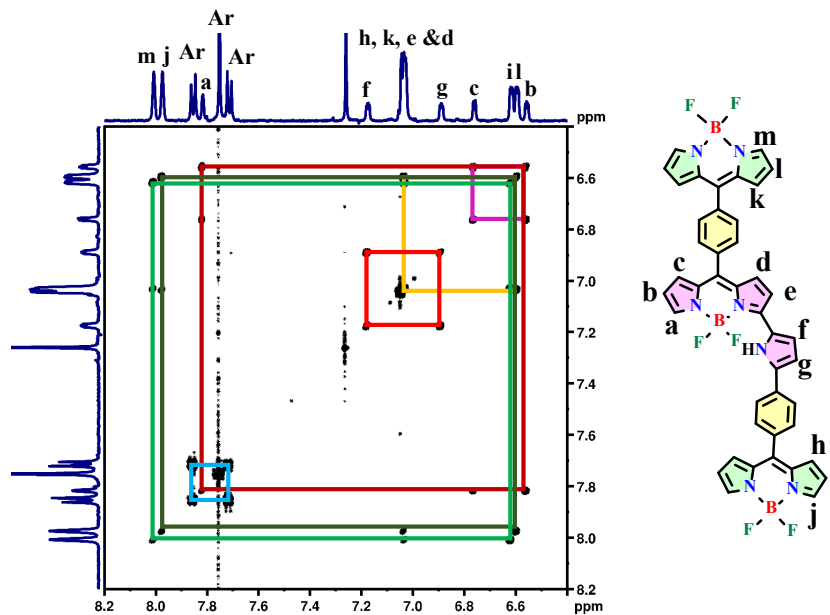 Ar
h, k, e &d
m j Ar a Ar f g c il b
ppm
6.6
6.8
7.0
7.2
7.4
7.6
7.8
8.0
8.2
8.2 8.0 7.8 7.6 7.4 7.2 7.0 6.8 6.6 ppm
F F
B
N N m
l
k
c d
b e
N N
a B f
F F HN g
h
N N
B j
F F